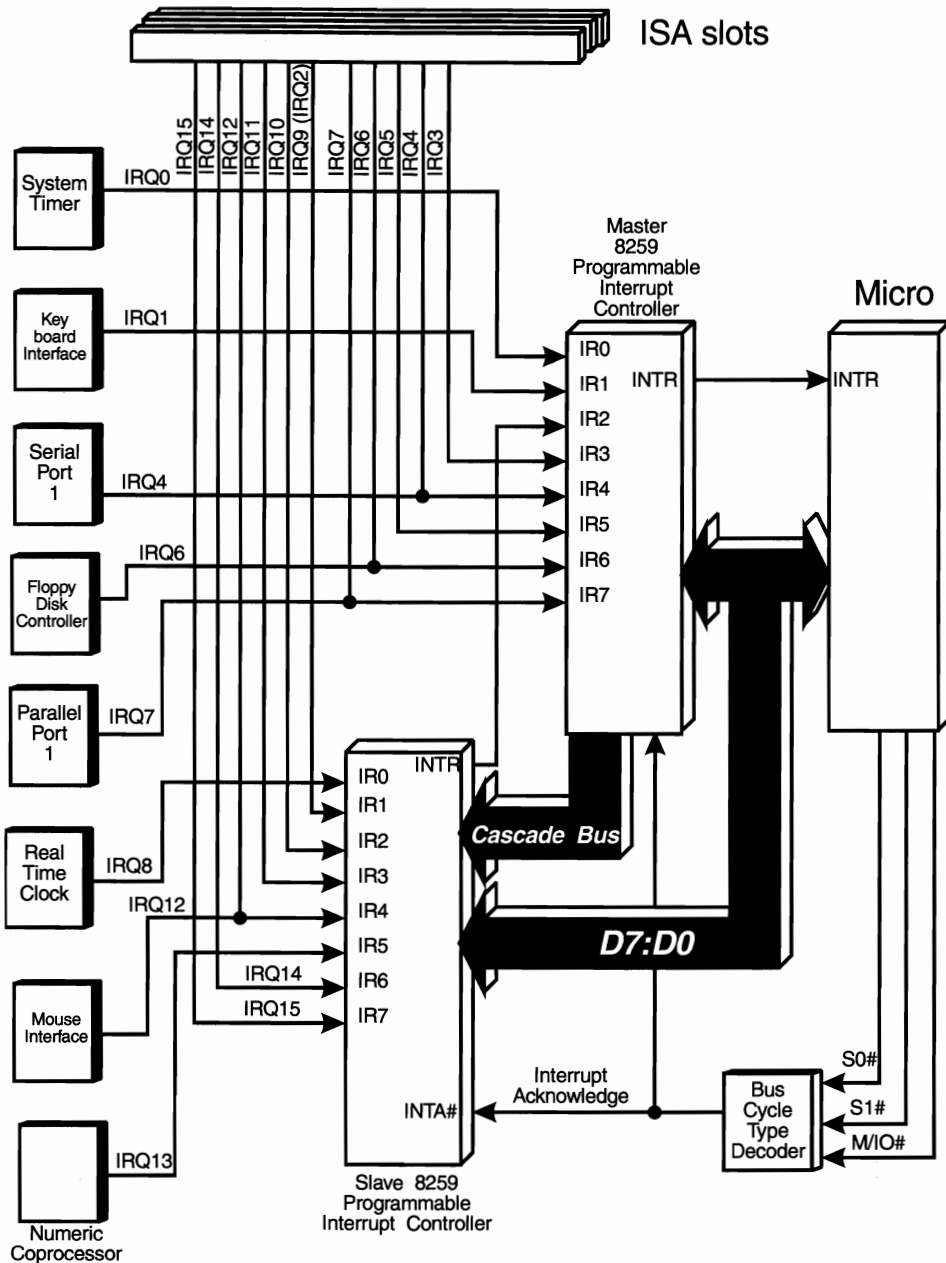 ISA slots
IRQ15
IRQ14
IRQ12
IRQ11
IRQ10
IRQ9 (IRQ2)
IRQ7
IRQ6
IRQ5
IRQ4
IRQ3
System
Timer
IRQ0
Key
board
Interface
IRQ1
Serial
Port
1
IRQ4
Floppy
Disk
Controller
IRQ6
Parallel
Port
1
IRQ7
Real
Time
Clock
IRQ8
Mouse
Interface
IRQ12
IRQ13
Numeric
Coprocessor
IRQ14
IRQ15
Master
8259
Programmable
Interrupt
Controller
IR0
IR1
IR2
IR3
IR4
IR5
IR6
IR7
INTR
Micro
INTR
INTR
IR0
IR1
IR2
IR3
IR4
IR5
IR6
IR7
INTA#
Slave 8259
Programmable
Interrupt Controller
Cascade Bus
D7:D0
Interrupt
Acknowledge
Bus
Cycle
Type
Decoder
S0#
S1#
M/IO#